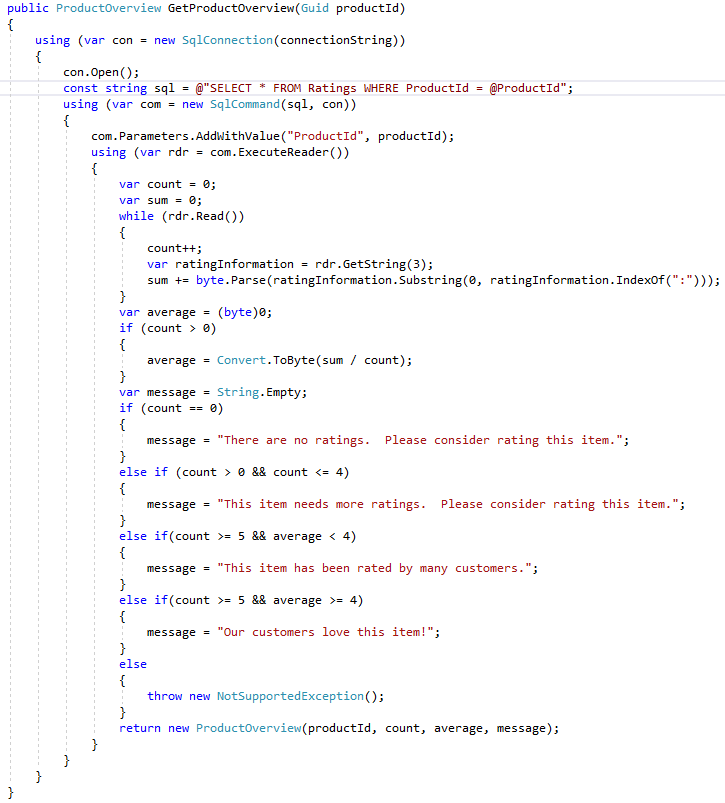 public ProductOverview GetProductOverview(Guid productId)
{
    using (var con = new SqlConnection(connectionString))
    {
        con.Open();
        const string sql = @"SELECT * FROM Ratings WHERE ProductId = @ProductId";
        using (var com = new SqlCommand(sql, con))
        {
            com.Parameters.AddWithValue("ProductId", productId);
            using (var rdr = com.ExecuteReader())
            {
                var count = 0;
                var sum = 0;
                while (rdr.Read())
                {
                    count++;
                    var ratingInformation = rdr.GetString(3);
                    sum += byte.Parse(ratingInformation.Substring(0, ratingInformation.IndexOf(":")));
                }
                var average = (byte)0;
                if (count > 0)
                {
                    average = Convert.ToByte(sum / count);
                }
                var message = String.Empty;
                if (count == 0)
                {
                    message = "There are no ratings.  Please consider rating this item.";
                }
                else if (count > 0 && count <= 4)
                {
                    message = "This item needs more ratings.  Please consider rating this item.";
                }
                else if(count >= 5 && average < 4)
                {
                    message = "This item has been rated by many customers.";
                }
                else if(count >= 5 && average >= 4)
                {
                    message = "Our customers love this item!";
                }
                else
                {
                    throw new NotSupportedException();
                }
                return new ProductOverview(productId, count, average, message);
            }
        }
    }
}